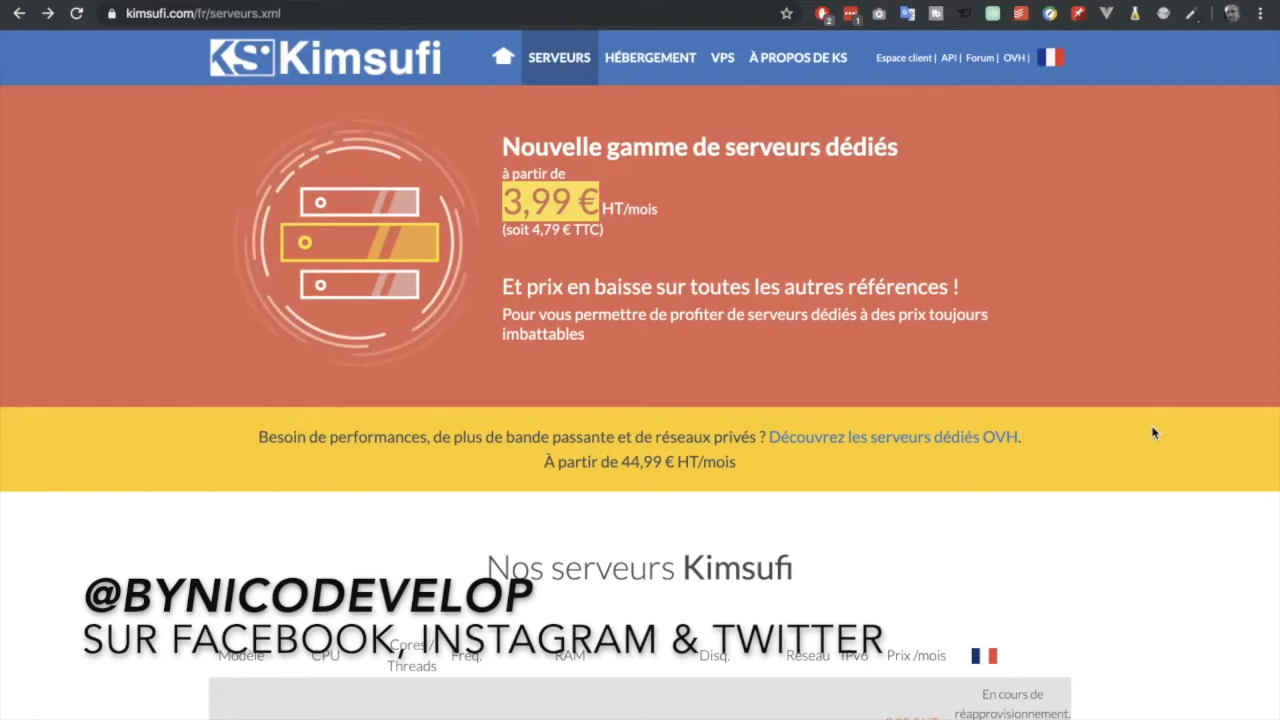 kimsufi.com/fr/serveurs.xml
2
1
KS Kimsufi
SERVEURS HÉBERGEMENT VPS À PROPOS DE KS
Espace client | API | Forum | OVH |
Nouvelle gamme de serveurs dédiés
à partir de
3,99 € HT/mois
(soit 4,79 € TTC)
Et prix en baisse sur toutes les autres références !
Pour vous permettre de profiter de serveurs dédiés à des prix toujours
imbattables
Besoin de performances, de plus de bande passante et de réseaux privés ? Découvrez les serveurs dédiés OVH.
À partir de 44,99 € HT/mois
Nos serveurs Kimsufi
@BYNICODEVELOP
SUR FACEBOOK, INSTAGRAM & TWITTER
Modèle CPU Cores / Threads Fréq. RAM Disq. Réseau IPv6 Prix /mois
En cours de
réapprovisionnement.